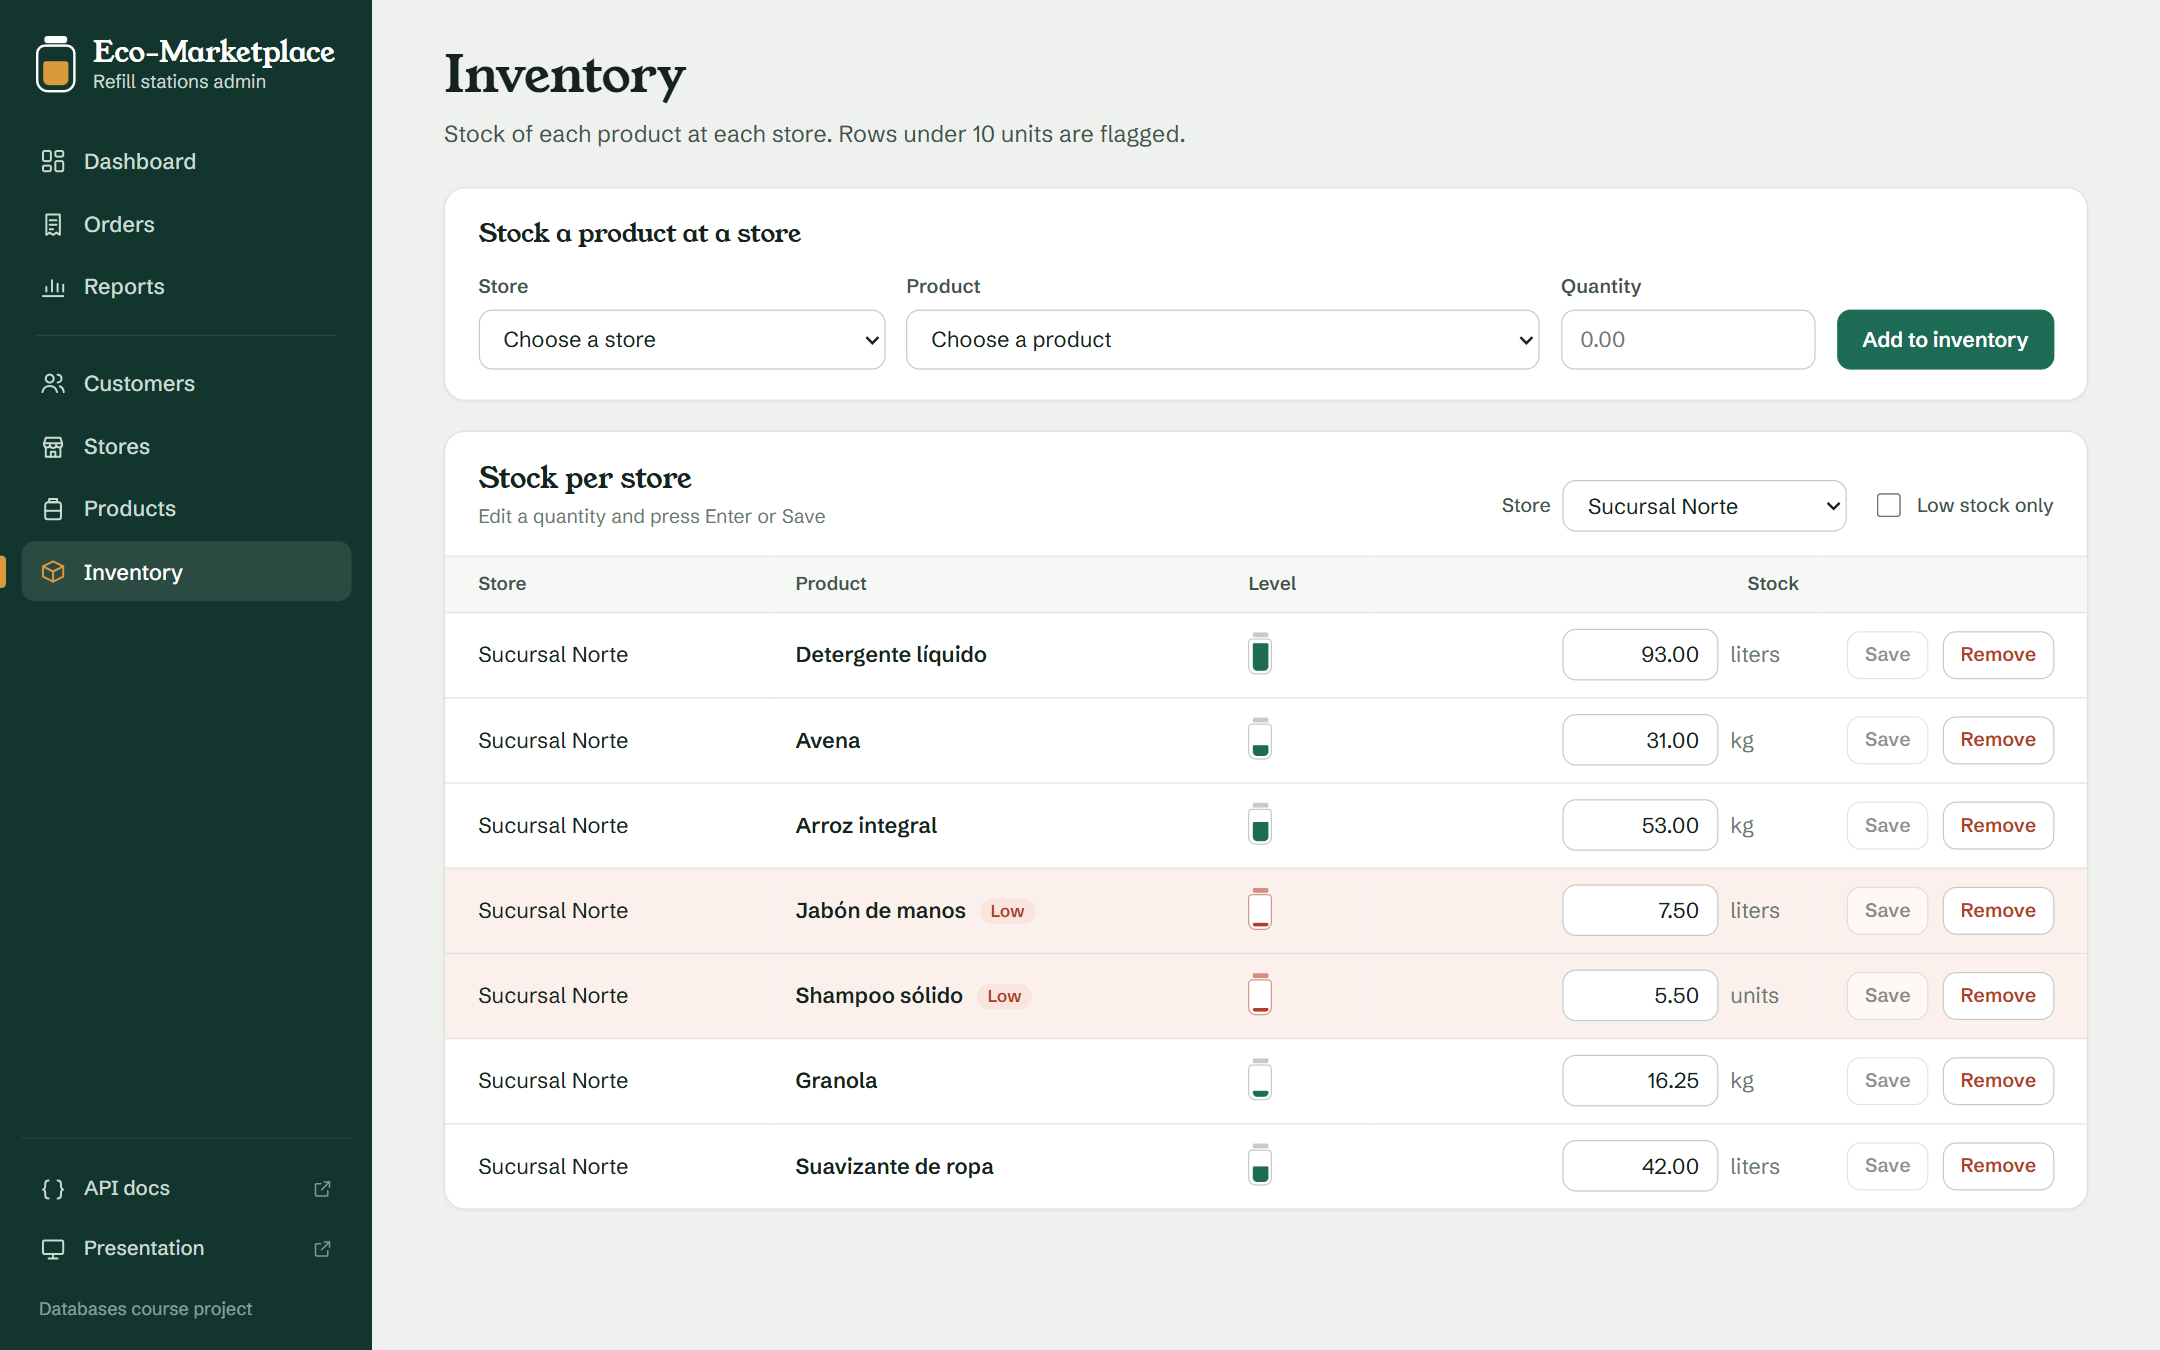 Eco-Marketplace
Refill stations admin
Dashboard
Orders
Reports
Customers
Stores
Products
Inventory
API docs
Presentation
Databases course project
Inventory
Stock of each product at each store. Rows under 10 units are flagged.
Stock a product at a store
Store Product Quantity
Choose a store Choose a product 0.00 Add to inventory
Stock per store
Edit a quantity and press Enter or Save
Store Sucursal Norte Low stock only
Store Product Level Stock
Sucursal Norte Detergente líquido 93.00 liters Save Remove
Sucursal Norte Avena 31.00 kg Save Remove
Sucursal Norte Arroz integral 53.00 kg Save Remove
Sucursal Norte Jabón de manos Low 7.50 liters Save Remove
Sucursal Norte Shampoo sólido Low 5.50 units Save Remove
Sucursal Norte Granola 16.25 kg Save Remove
Sucursal Norte Suavizante de ropa 42.00 liters Save Remove